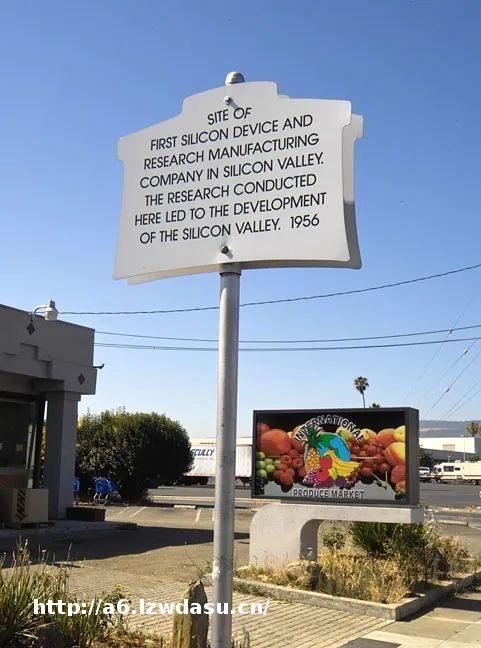 SITE OF
FIRST SILICON DEVICE AND
RESEARCH MANUFACTURING
COMPANY IN SILICON VALLEY.
THE RESEARCH CONDUCTED
HERE LED TO THE DEVELOPMENT
OF THE SILICON VALLEY. 1956
INTERNATIONAL
PRODUCE MARKET
SCULLY
http://a6.lzwdasu.cn/